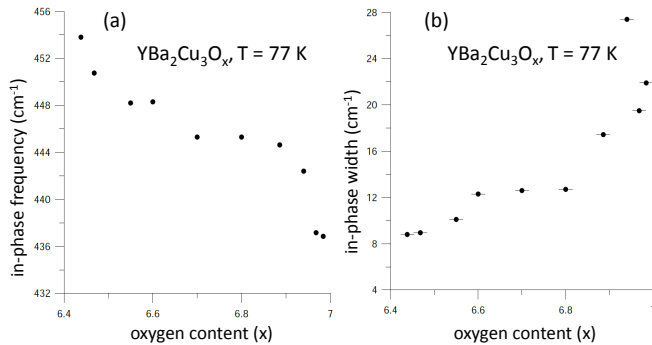 (a)
YBa₂Cu₃Oₓ, T = 77 K
in-phase frequency (cm⁻¹)
456
452
448
444
440
436
432
6.4
6.6
6.8
7
oxygen content (x)
(b)
YBa₂Cu₃Oₓ, T = 77 K
in-phase width (cm⁻¹)
28
24
20
16
12
8
4
6.4
6.6
6.8
7
oxygen content (x)